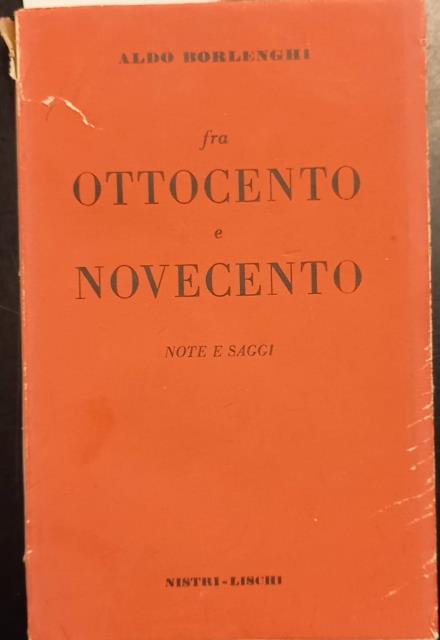 ALDO BORLENGHI
fra
OTTOCENTO
e
NOVECENTO
NOTE E SAGGI
NISTRI-LISCHI